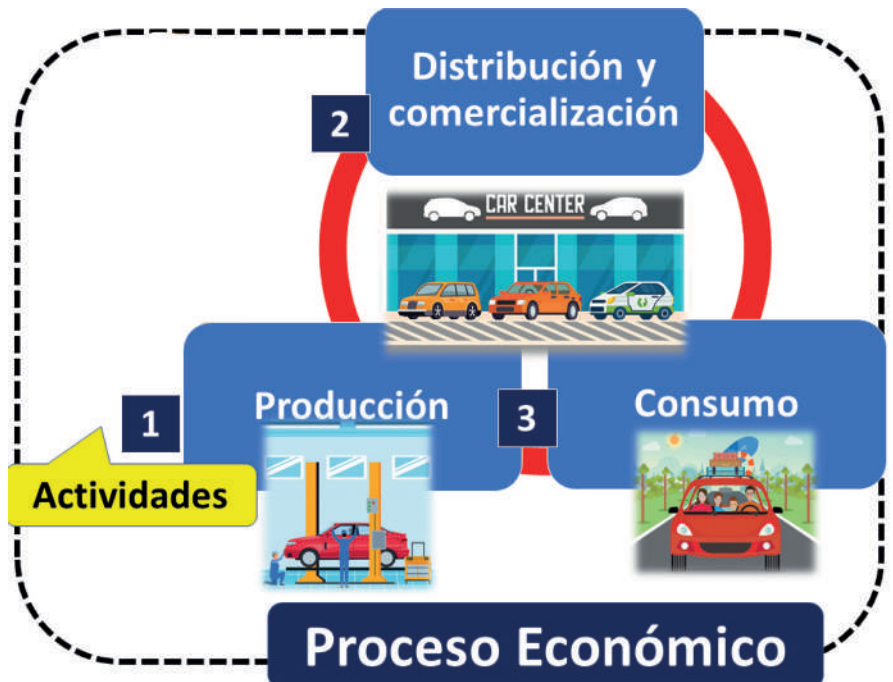 Distribución y
comercialización
2
CAR CENTER
1
Producción
3
Consumo
Actividades
Proceso Económico